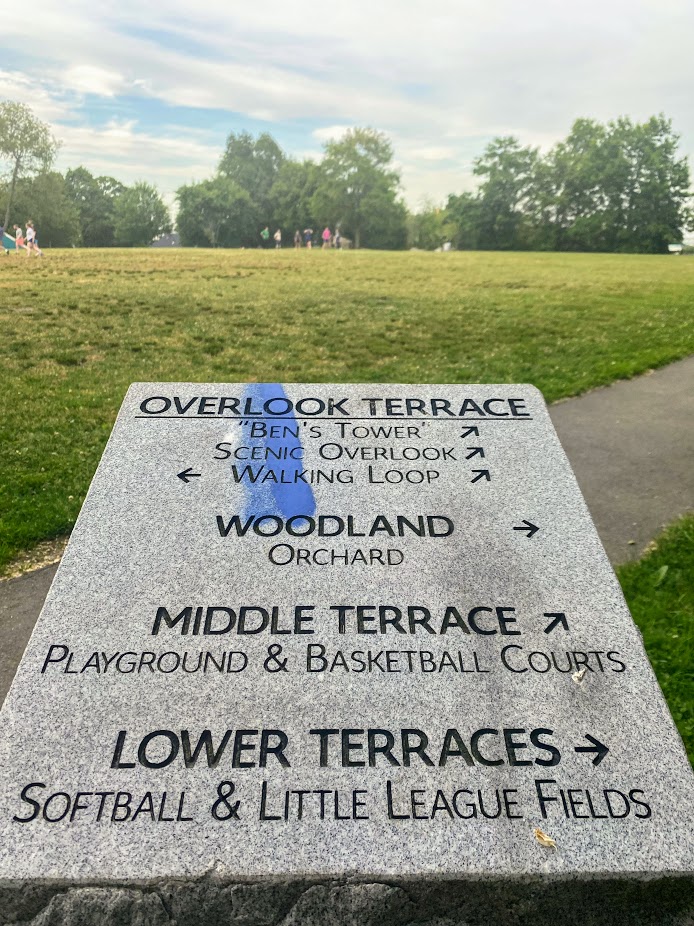 OVERLOOK TERRACE
"BEN'S TOWER" ↗
SCENIC OVERLOOK ↗
← WALKING LOOP ↗
WOODLAND →
ORCHARD
MIDDLE TERRACE ↗
PLAYGROUND & BASKETBALL COURTS
LOWER TERRACES →
SOFTBALL & LITTLE LEAGUE FIELDS